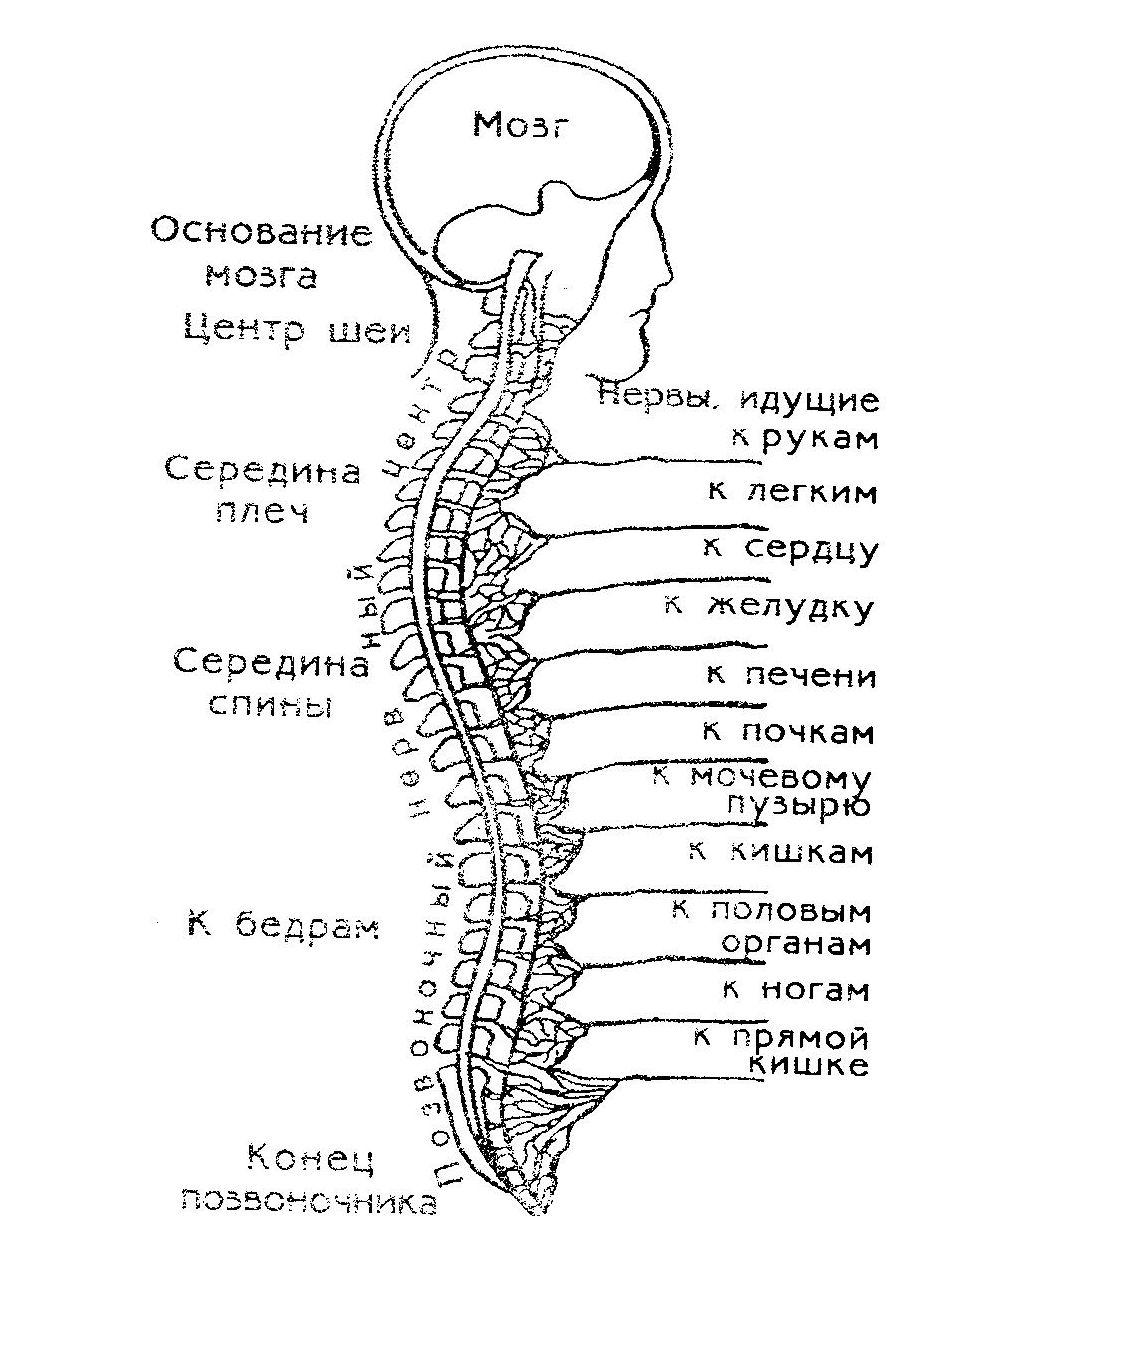 Мозг
Основание
мозга
Центр шеи
Середина
плеч
Середина
спины
К бедрам
Конец
позвоночника
Позвоночный нервный центр
Нервы, идущие
к рукам
к легким
к сердцу
к желудку
к печени
к почкам
к мочевому
пузырю
к кишкам
к половым
органам
к ногам
к прямой
кишке